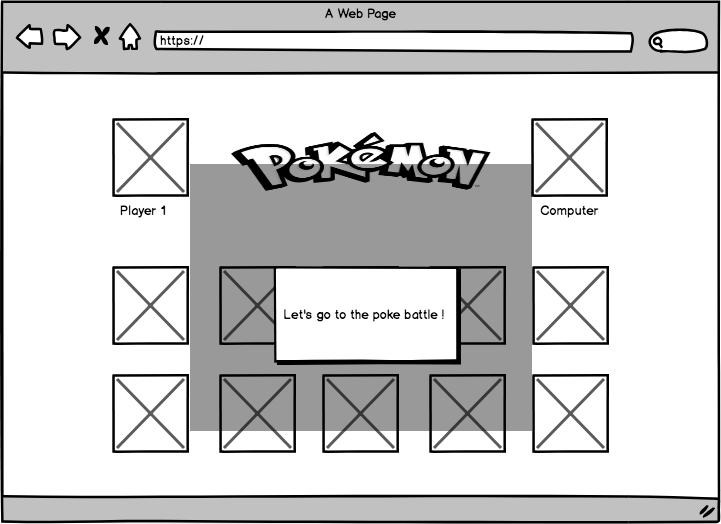 A Web Page
https://
POKéMON
Player 1
Computer
Let's go to the poke battle !